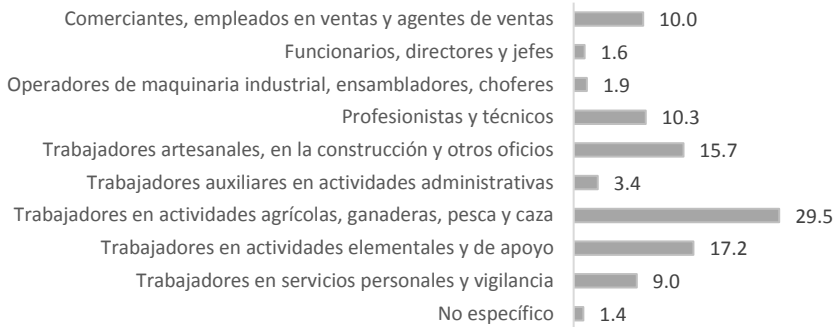 Comerciantes, empleados en ventas y agentes de ventas 10.0
Funcionarios, directores y jefes 1.6
Operadores de maquinaria industrial, ensambladores, choferes 1.9
Profesionistas y técnicos 10.3
Trabajadores artesanales, en la construcción y otros oficios 15.7
Trabajadores auxiliares en actividades administrativas 3.4
Trabajadores en actividades agrícolas, ganaderas, pesca y caza 29.5
Trabajadores en actividades elementales y de apoyo 17.2
Trabajadores en servicios personales y vigilancia 9.0
No específico 1.4